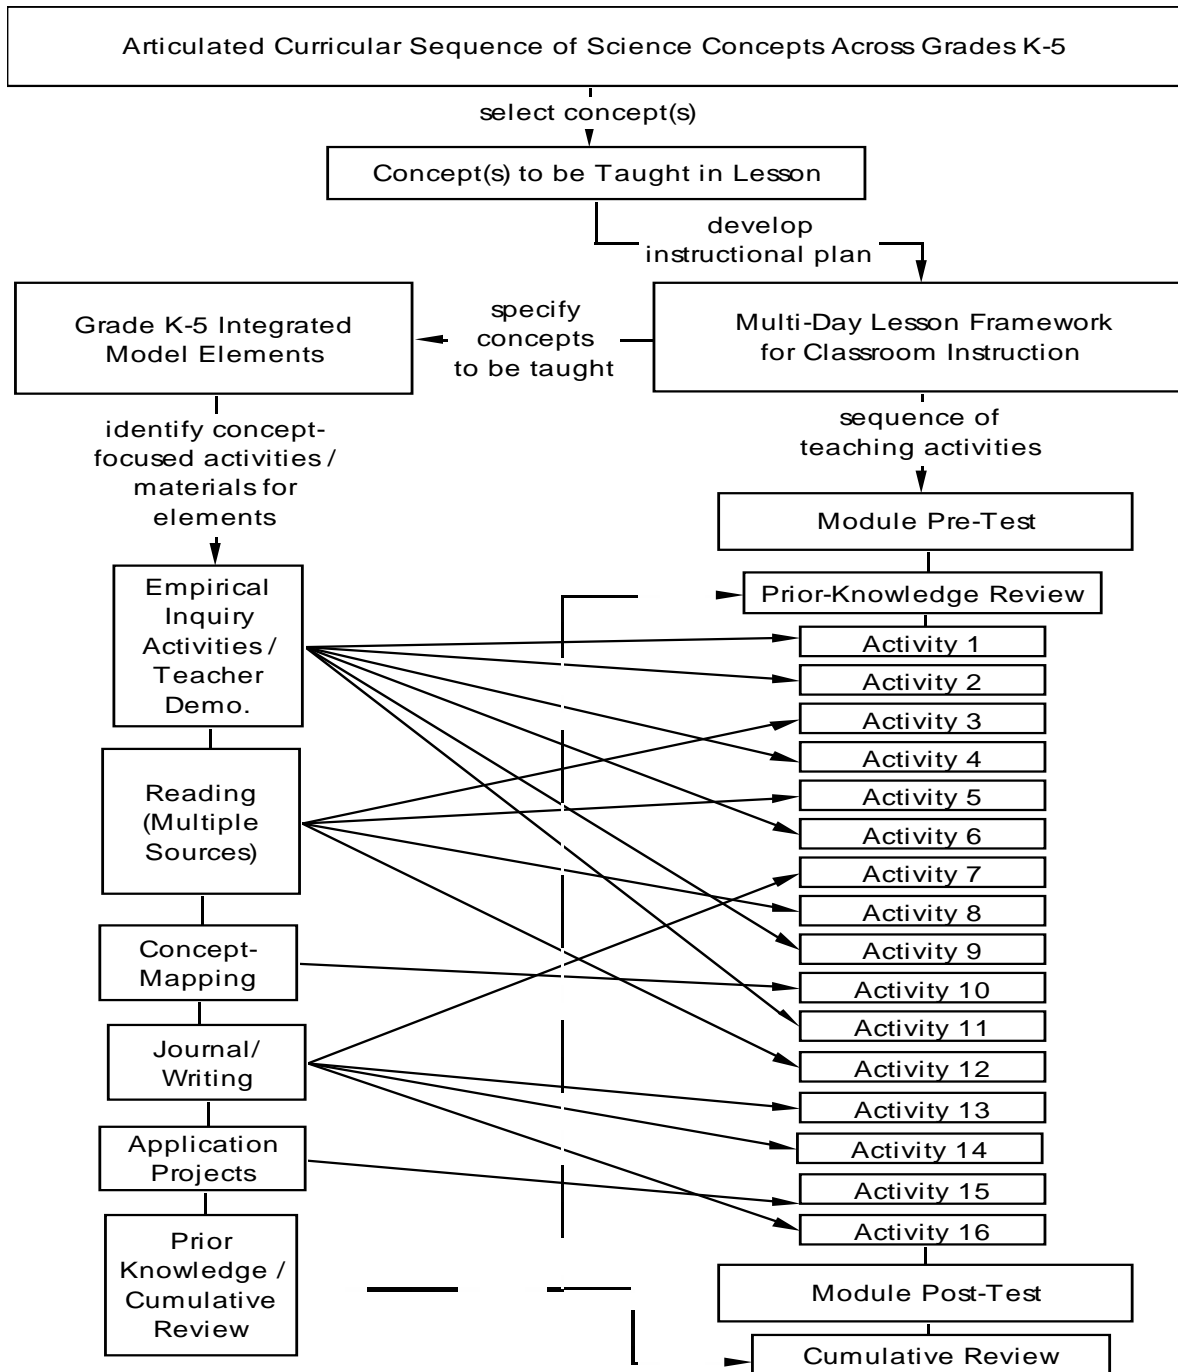 Articulated Curricular Sequence of Science Concepts Across Grades K-5
select concept(s)
Concept(s) to be Taught in Lesson
develop
instructional plan
Grade K-5 Integrated
Model Elements
specify
concepts
to be taught
Multi-Day Lesson Framework
for Classroom Instruction
identify concept-
focused activities /
materials for
elements
sequence of
teaching activities
Module Pre-Test
Empirical
Inquiry
Activities /
Teacher
Demo.
Prior-Knowledge Review
Activity 1
Activity 2
Activity 3
Activity 4
Activity 5
Activity 6
Activity 7
Activity 8
Activity 9
Activity 10
Activity 11
Activity 12
Activity 13
Activity 14
Activity 15
Activity 16
Reading
(Multiple
Sources)
Concept-
Mapping
Journal/
Writing
Application
Projects
Prior
Knowledge /
Cumulative
Review
Module Post-Test
Cumulative Review